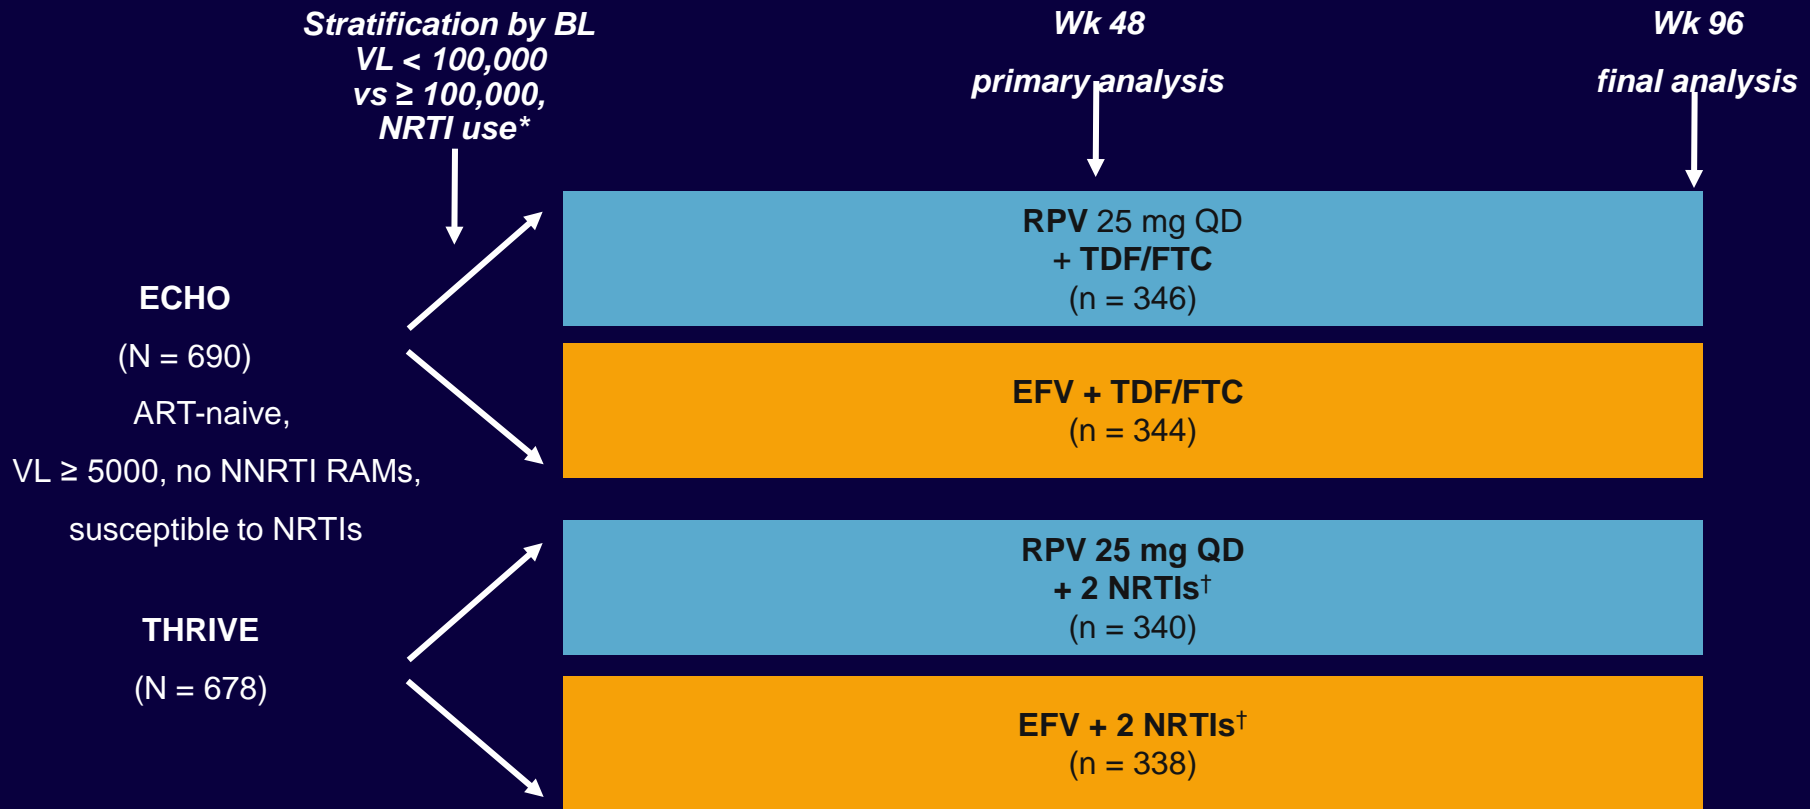 Stratification by BL
VL < 100,000
vs ≥ 100,000,
NRTI use*
Wk 48
primary analysis
Wk 96
final analysis
ECHO
(N = 690)
ART-naive,
VL ≥ 5000, no NNRTI RAMs,
susceptible to NRTIs
THRIVE
(N = 678)
RPV 25 mg QD
+ TDF/FTC
(n = 346)
EFV + TDF/FTC
(n = 344)
RPV 25 mg QD
+ 2 NRTIs†
(n = 340)
EFV + 2 NRTIs†
(n = 338)